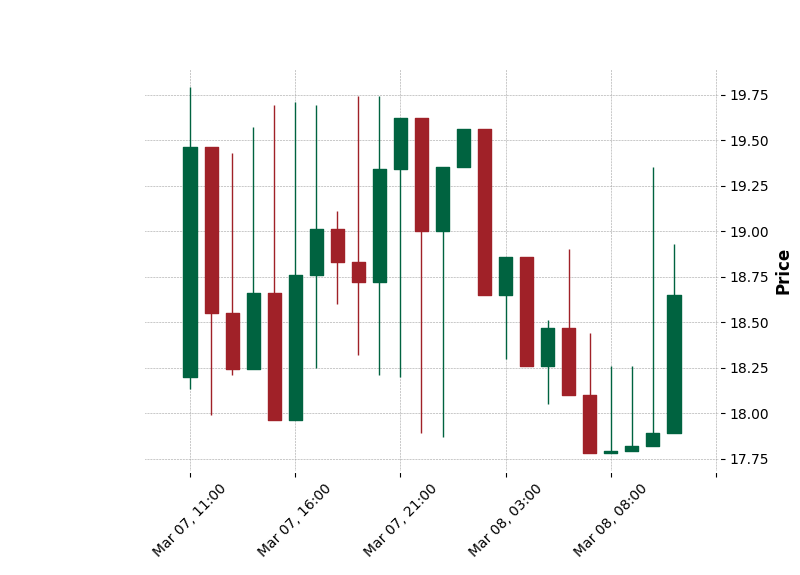 19.75
19.50
19.25
19.00
18.75
18.50
18.25
18.00
17.75
Price
Mar 07, 11:00
Mar 07, 16:00
Mar 07, 21:00
Mar 08, 03:00
Mar 08, 08:00